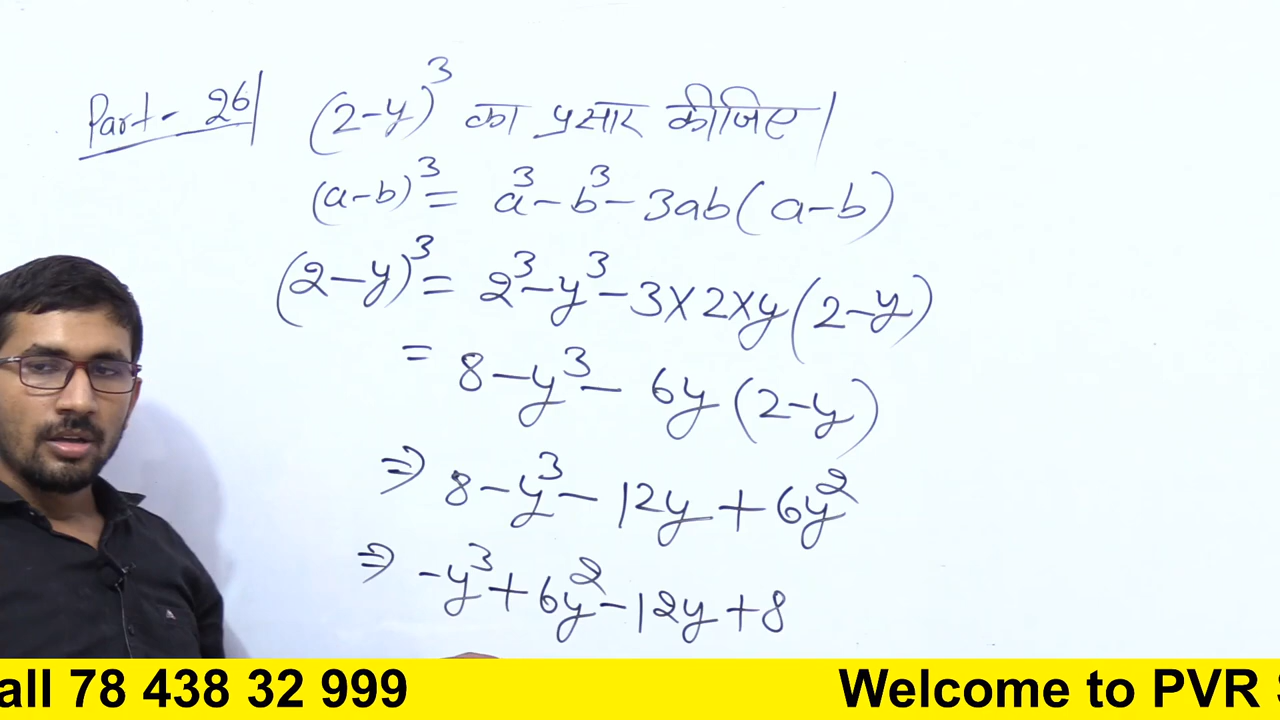 Part - 26 (2-y)³ का प्रसार कीजिए।
(a-b)³ = a³-b³-3ab(a-b)
(2-y)³ = 2³-y³-3×2×y(2-y)
= 8-y³-6y(2-y)
⇒ 8-y³-12y+6y²
⇒ -y³+6y²-12y+8
all 78 438 32 999 Welcome to PVR S